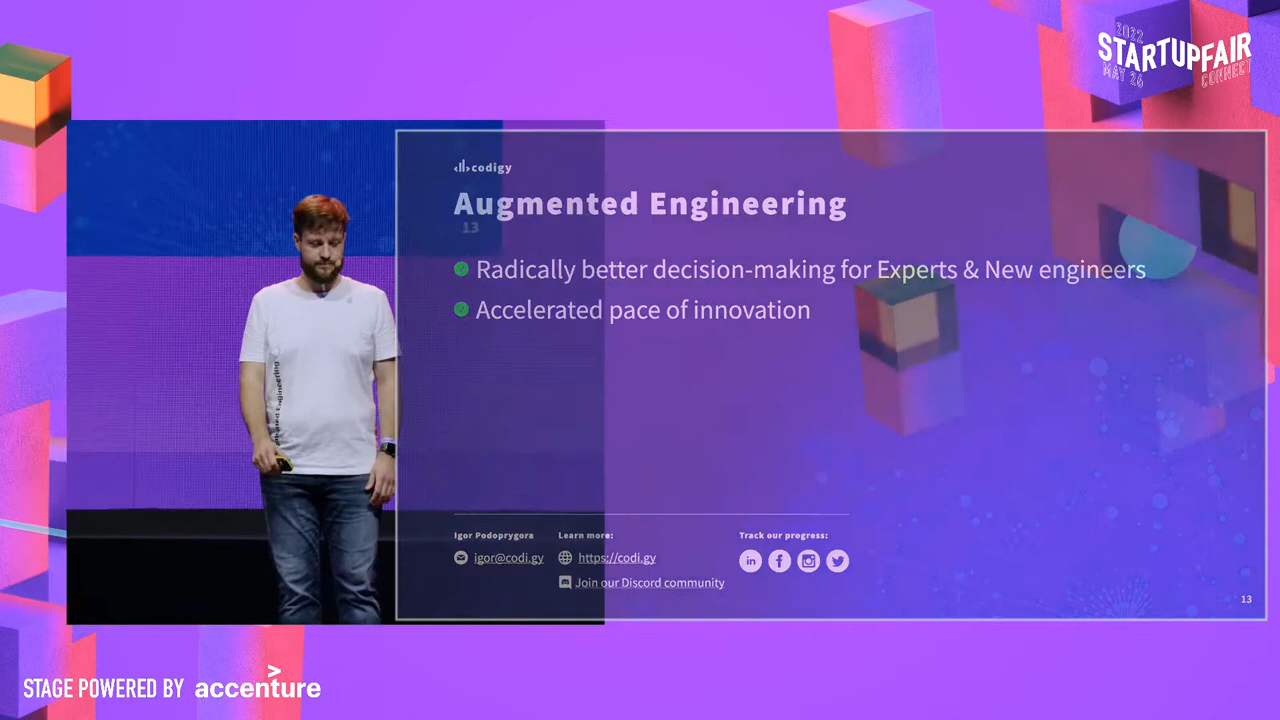 2022
STARTUPFAIR
MAY 26
CONNECT
codigy
Augmented Engineering
13
Radically better decision-making for Experts & New engineers
Accelerated pace of innovation
Engineering
Igor Podoprygora
Learn more:
Track our progress:
igor@codi.gy
https://codi.gy
in
Join our Discord community
13
STAGE POWERED BY accenture